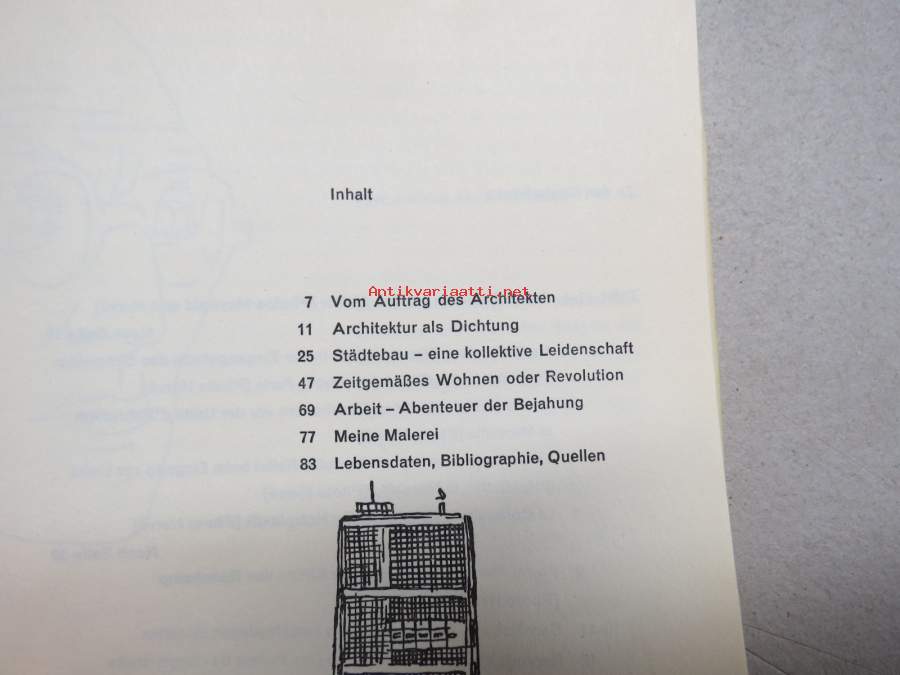 Inhalt
Antikvariaatti.net
7 Vom Auftrag des Architekten
11 Architektur als Dichtung
25 Städtebau – eine kollektive Leidenschaft
47 Zeitgemäßes Wohnen oder Revolution
69 Arbeit – Abenteuer der Bejahung
77 Meine Malerei
83 Lebensdaten, Bibliographie, Quellen